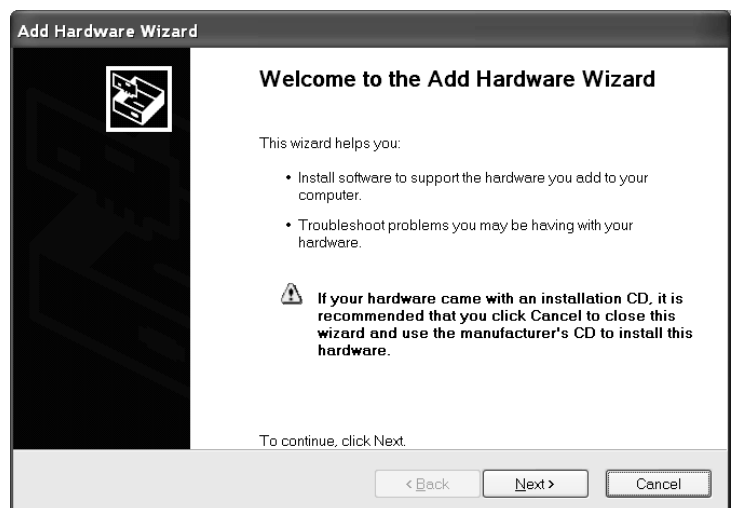 Add Hardware Wizard
Welcome to the Add Hardware Wizard
This wizard helps you:
• Install software to support the hardware you add to your
computer.
• Troubleshoot problems you may be having with your
hardware.
If your hardware came with an installation CD, it is
recommended that you click Cancel to close this
wizard and use the manufacturer's CD to install this
hardware.
To continue, click Next.
< Back Next > Cancel